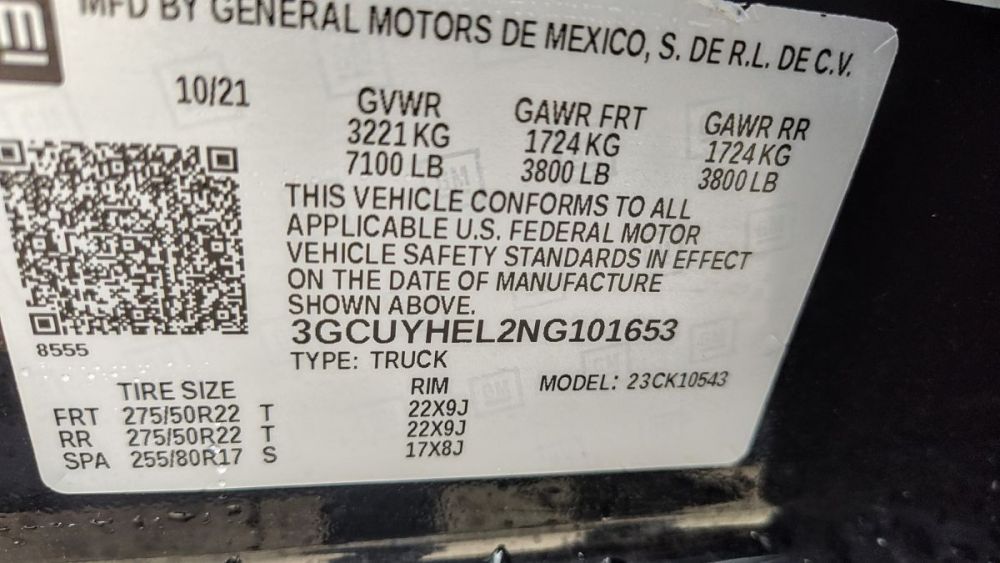 GM
MFD BY GENERAL MOTORS DE MEXICO, S. DE R.L. DE C.V.
10/21
GVWR GAWR FRT GAWR RR
3221 KG 1724 KG 1724 KG
7100 LB 3800 LB 3800 LB
THIS VEHICLE CONFORMS TO ALL
APPLICABLE U.S. FEDERAL MOTOR
VEHICLE SAFETY STANDARDS IN EFFECT
ON THE DATE OF MANUFACTURE
SHOWN ABOVE.
3GCUYHEL2NG101653
8555
TYPE: TRUCK
TIRE SIZE RIM MODEL: 23CK10543
FRT 275/50R22 T 22X9J
RR 275/50R22 T 22X9J
SPA 255/80R17 S 17X8J